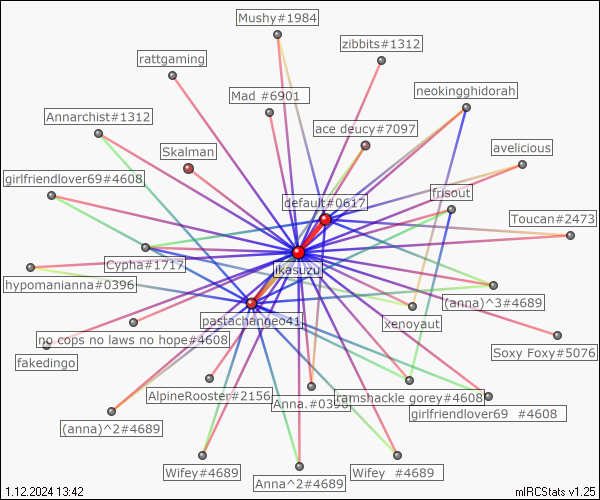 Mushy#1984
zibbits#1312
rattgaming
neokingghidorah
Mad #6901
Annarchist#1312
ace deucy#7097
Skalman
avelicious
girlfriendlover69#4608
frisout
default#0617
Toucan#2473
Cypha#1717
ikasuzu
hypomanianna#0396
(anna)^3#4689
pastachangeo41
xenoyaut
no cops no laws no hope#4608
Soxy Foxy#5076
fakedingo
AlpineRooster#2156
ramshackle gorey#4608
Anna.#0396
girlfriendlover69 #4608
(anna)^2#4689
Wifey#4689
Wifey #4689
Anna^2#4689
1.12.2024 13:42
mIRCStats v1.25